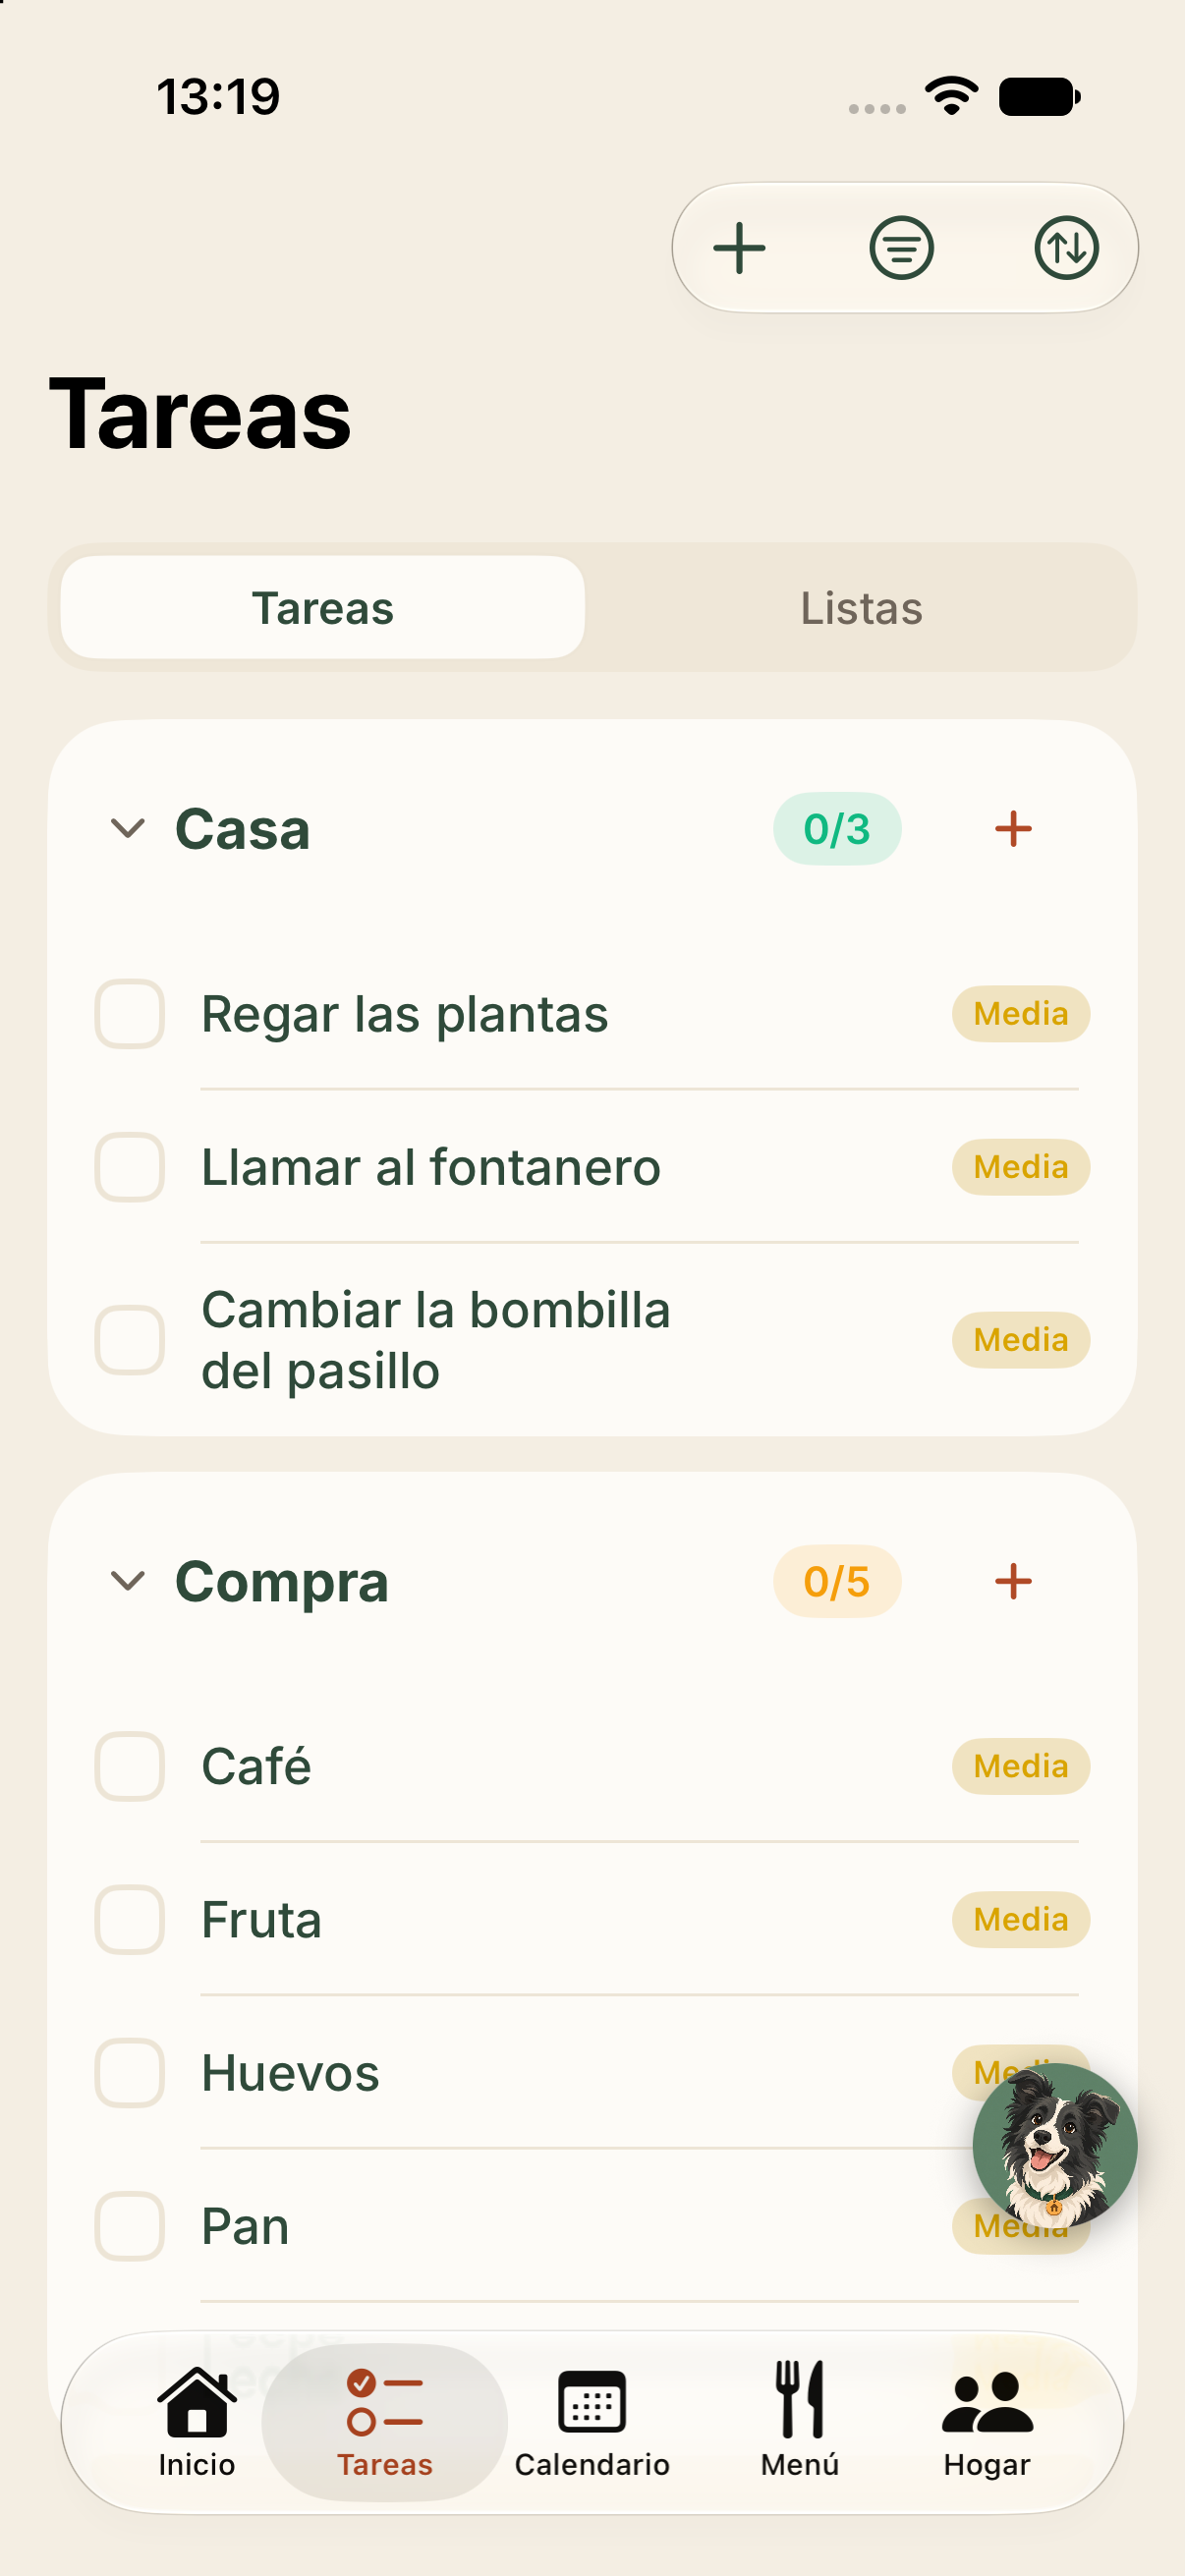 13:19
Tareas
Tareas
Listas
Casa
0/3
Regar las plantas
Media
Llamar al fontanero
Media
Cambiar la bombilla
del pasillo
Media
Compra
0/5
Café
Media
Fruta
Media
Huevos
Pan
Media
Inicio
Tareas
Calendario
Menú
Hogar